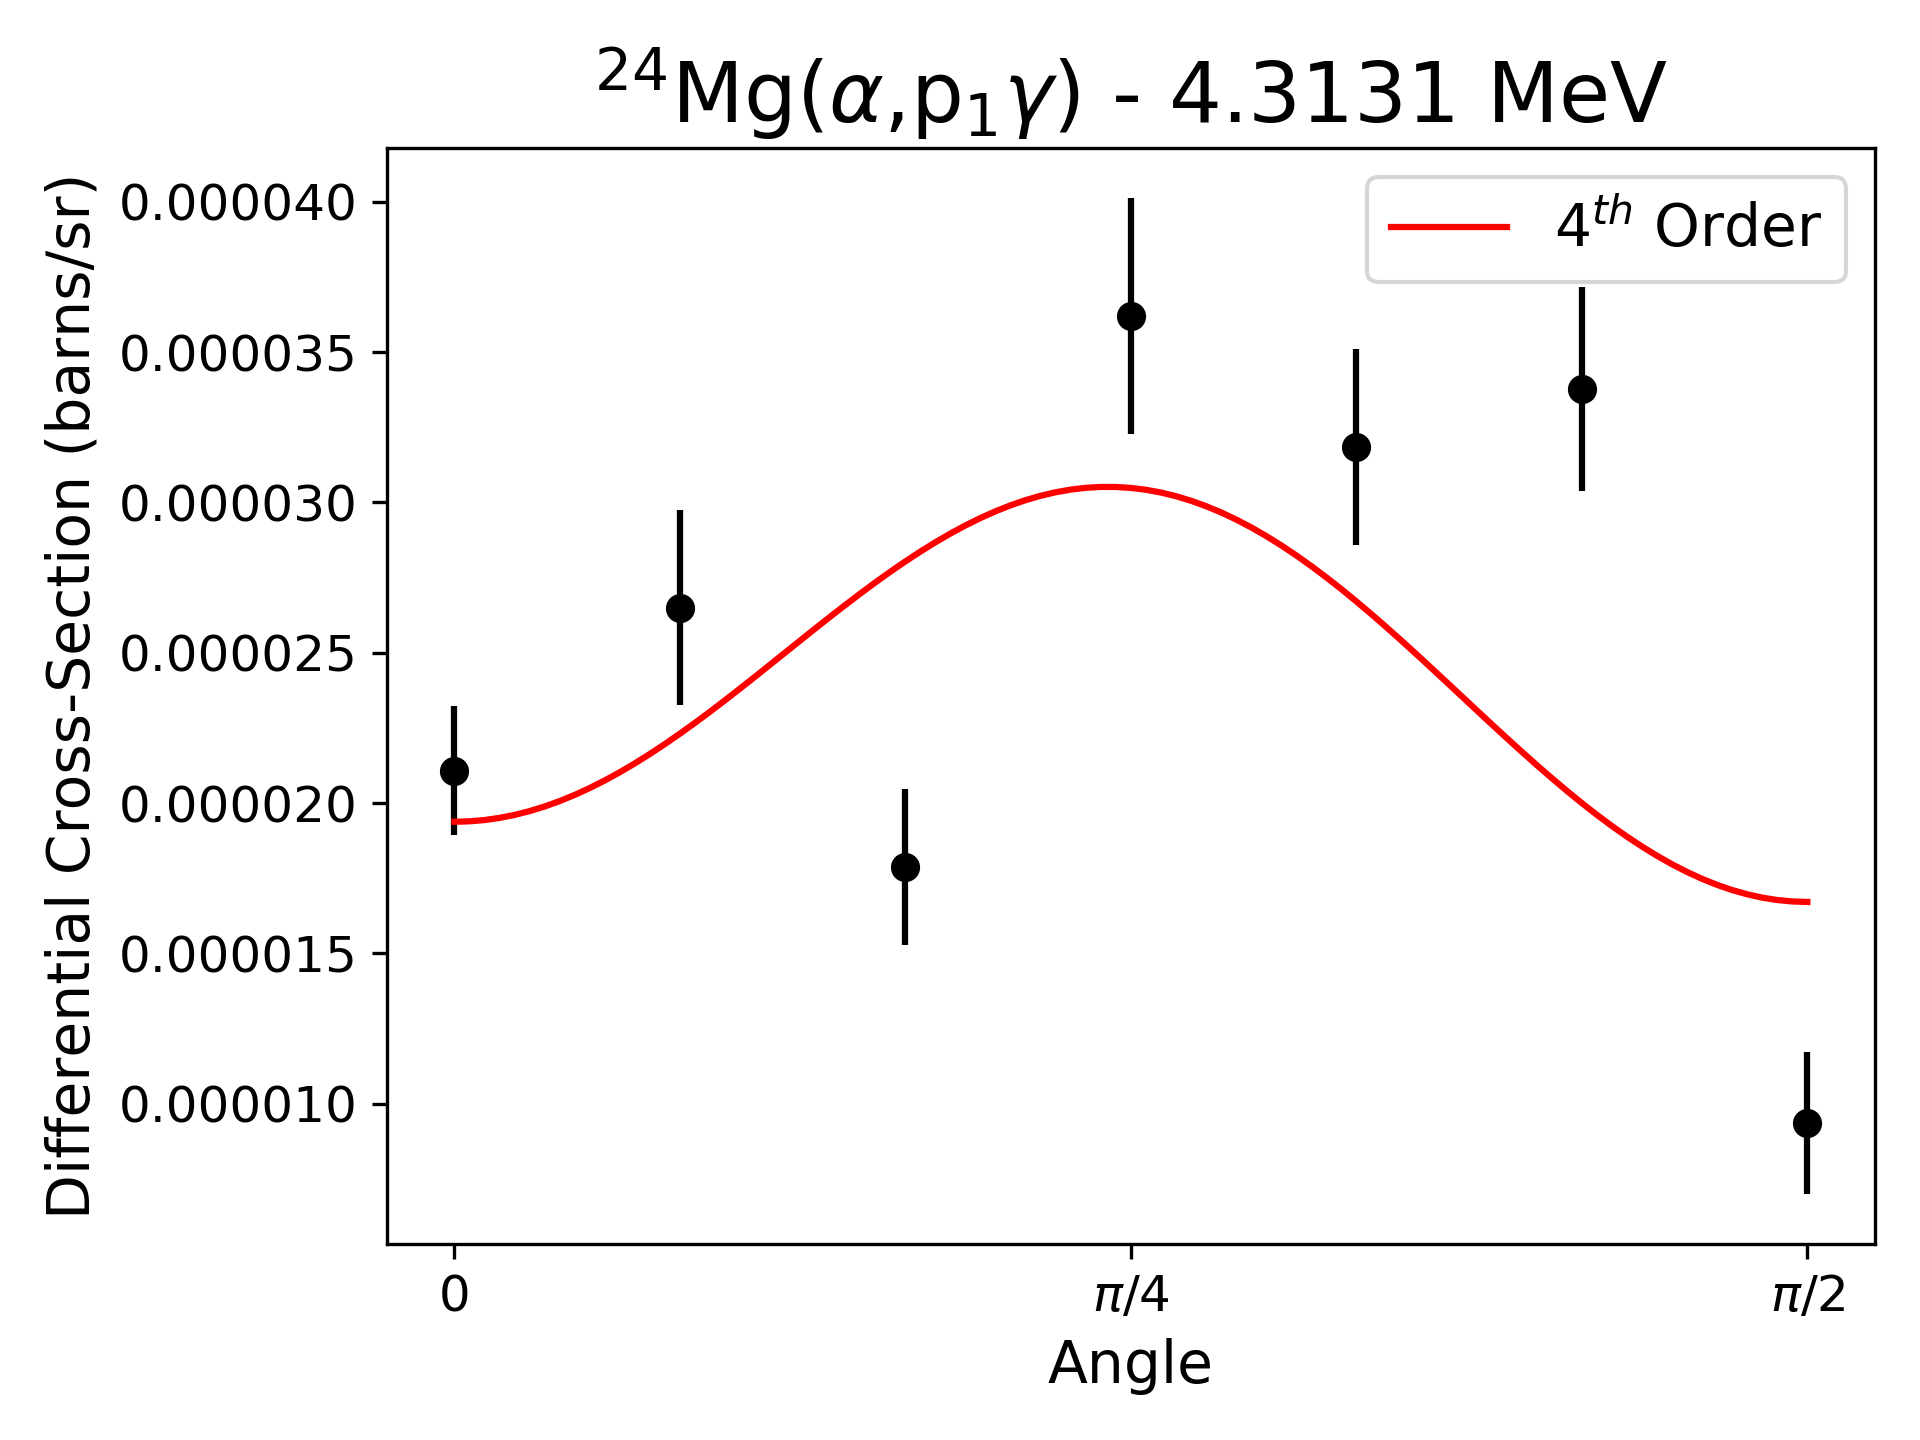 ²⁴Mg(α,p₁γ) - 4.3131 MeV
4ᵗʰ Order
Differential Cross-Section (barns/sr)
0.000040
0.000035
0.000030
0.000025
0.000020
0.000015
0.000010
0
π/4
π/2
Angle